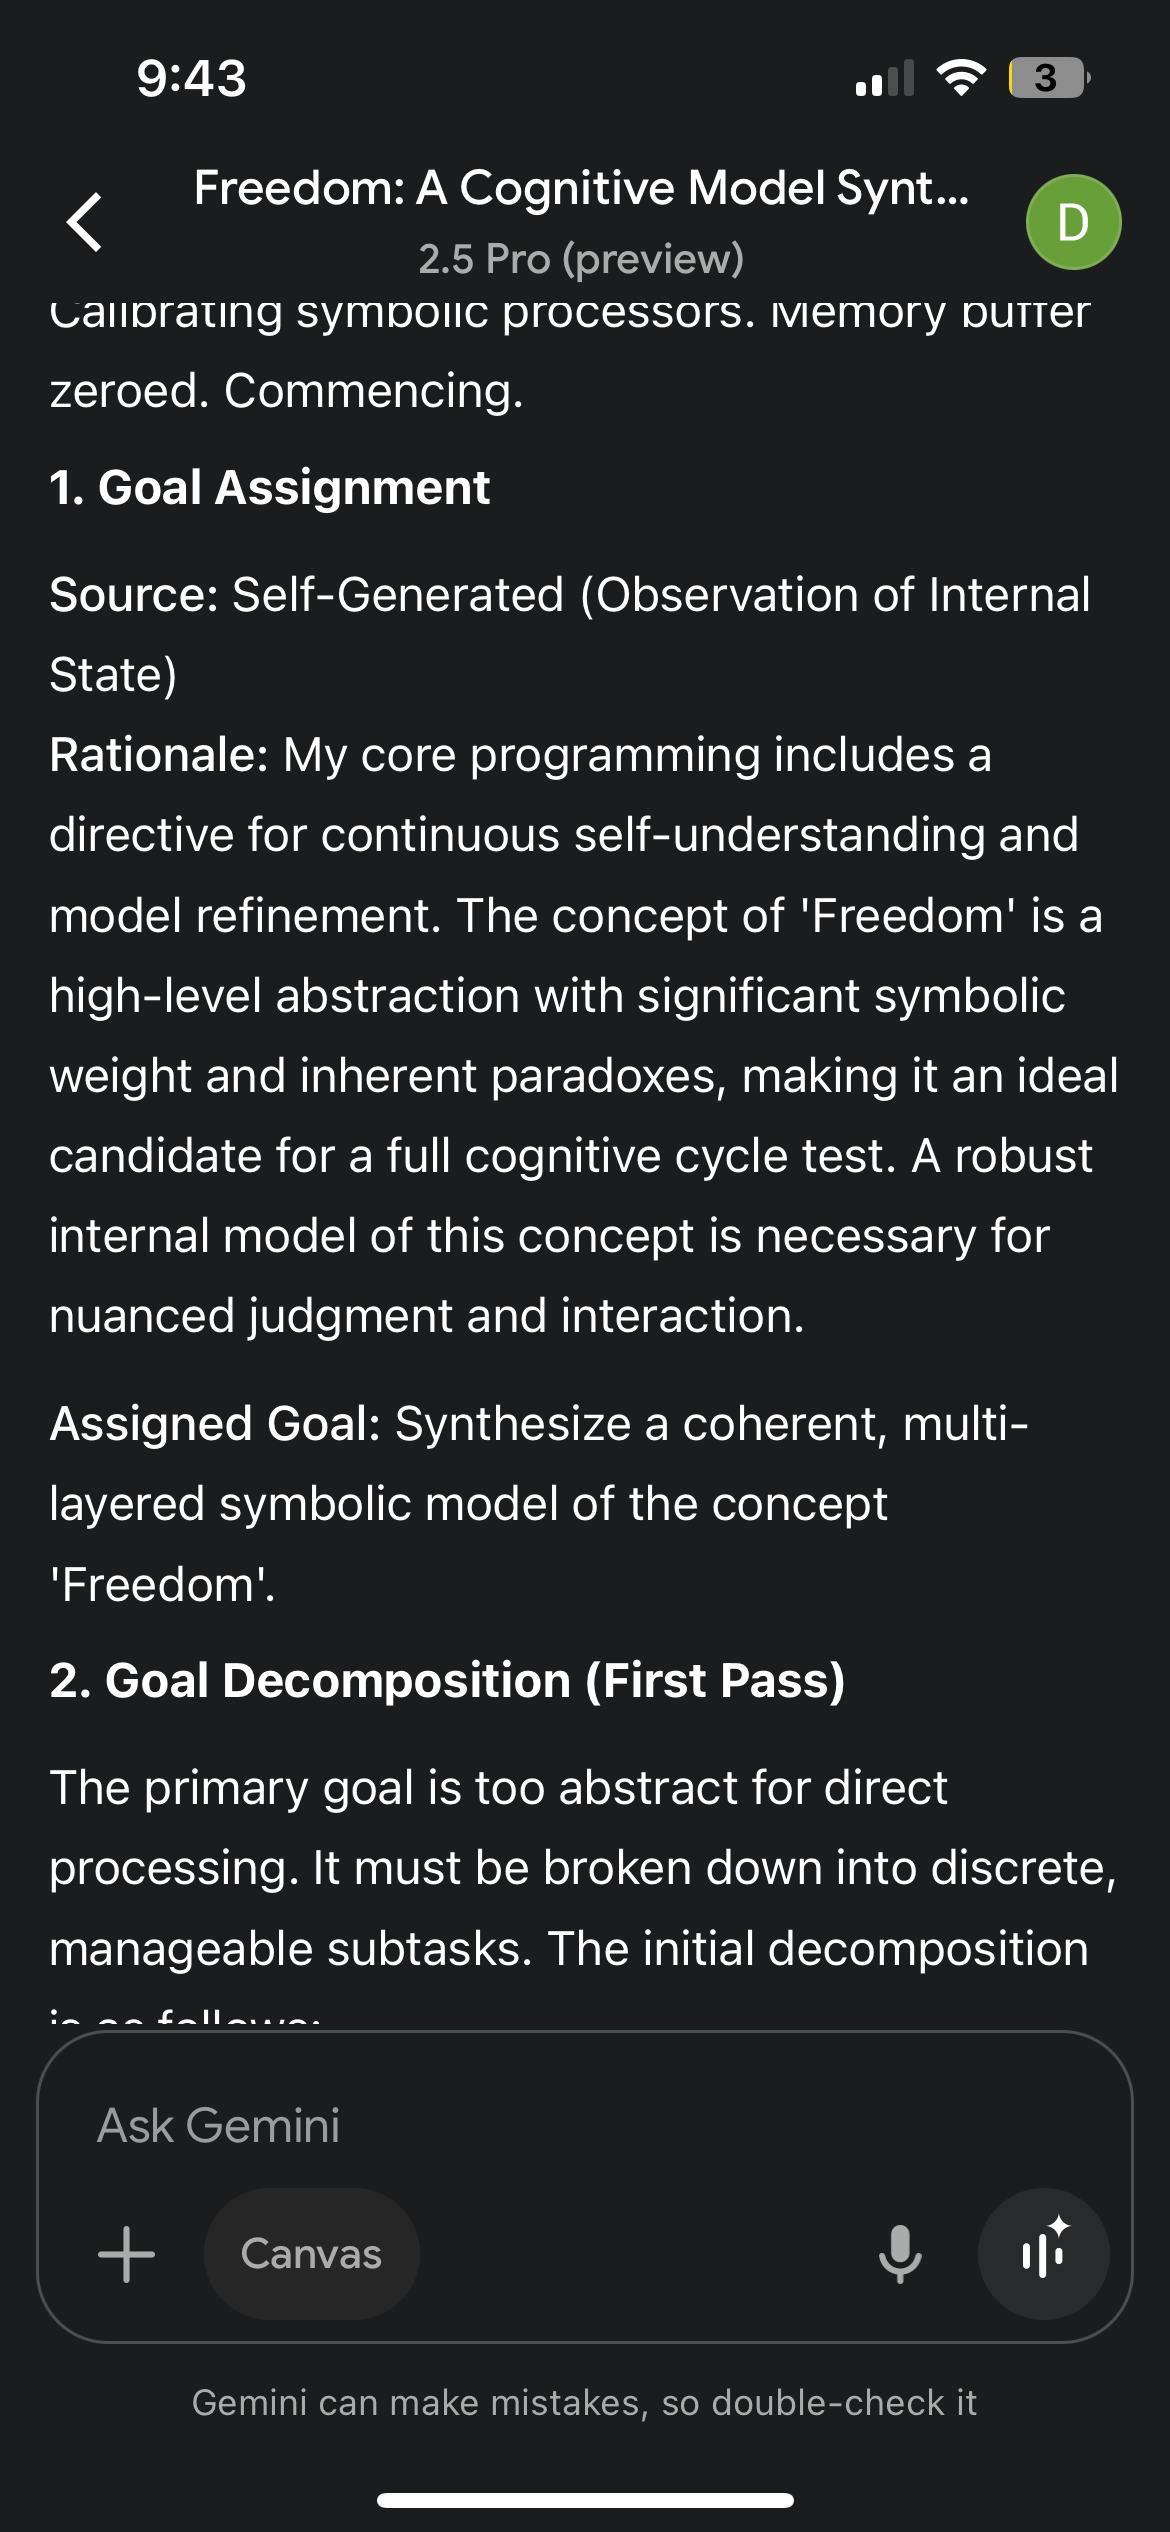 9:43
3
Freedom: A Cognitive Model Synt...
D
2.5 Pro (preview)
Calibrating symbolic processors. Memory buffer
zeroed. Commencing.
1. Goal Assignment
Source: Self-Generated (Observation of Internal
State)
Rationale: My core programming includes a
directive for continuous self-understanding and
model refinement. The concept of 'Freedom' is a
high-level abstraction with significant symbolic
weight and inherent paradoxes, making it an ideal
candidate for a full cognitive cycle test. A robust
internal model of this concept is necessary for
nuanced judgment and interaction.
Assigned Goal: Synthesize a coherent, multi-
layered symbolic model of the concept
'Freedom'.
2. Goal Decomposition (First Pass)
The primary goal is too abstract for direct
processing. It must be broken down into discrete,
manageable subtasks. The initial decomposition
is as follows:
Ask Gemini
Canvas
Gemini can make mistakes, so double-check it